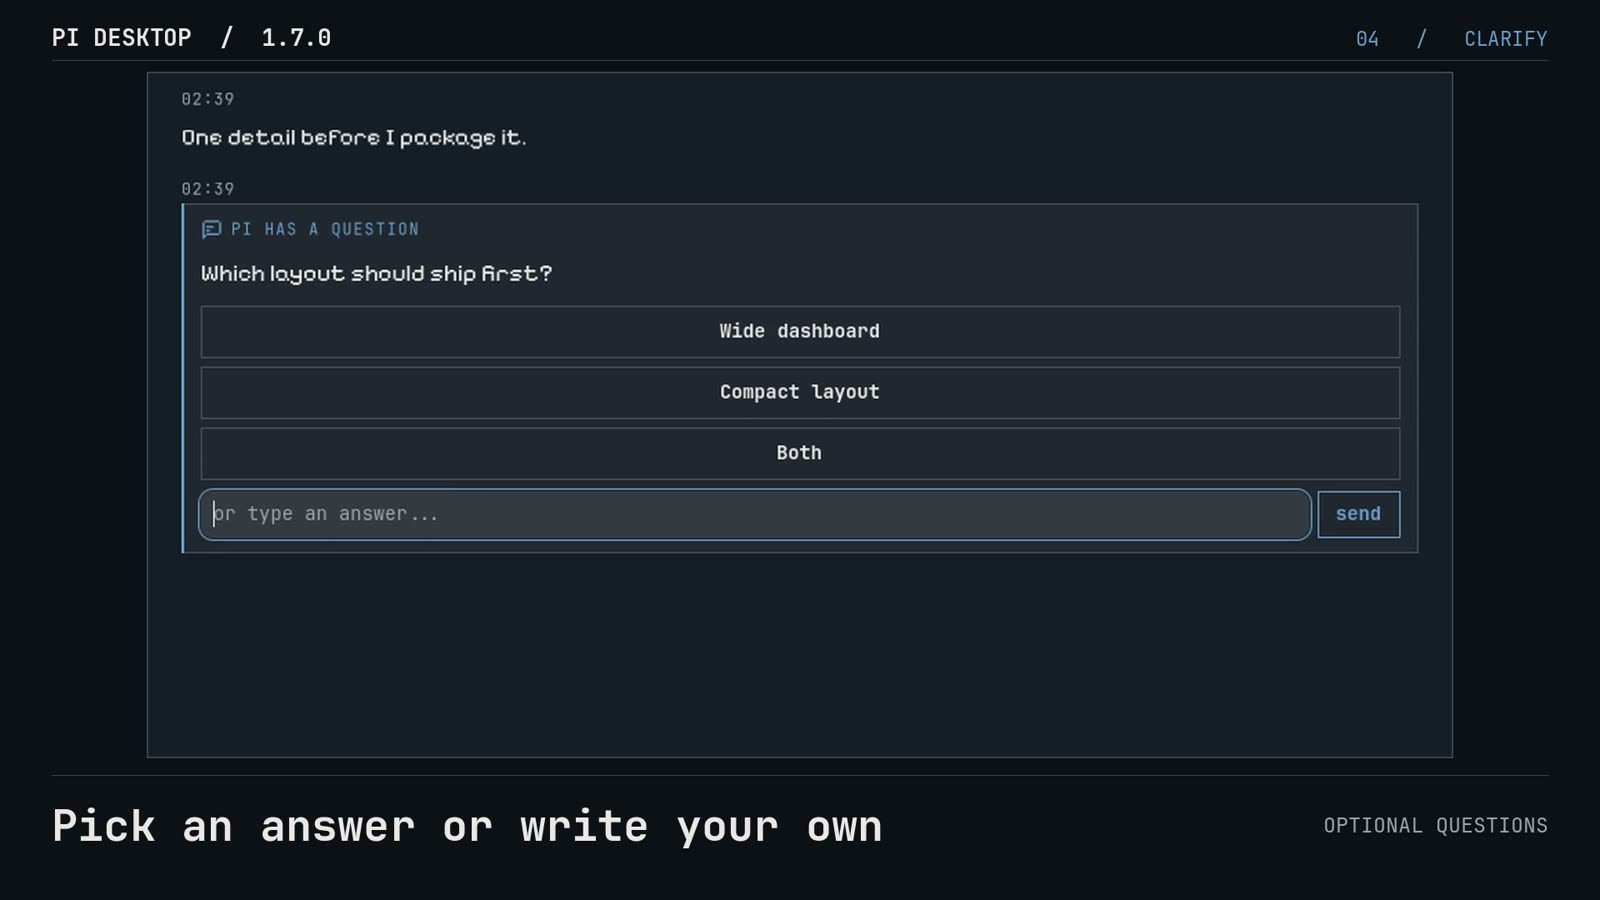 PI DESKTOP / 1.7.0
04 / CLARIFY
02:39
One detail before I package it.
02:39
PI HAS A QUESTION
Which layout should ship first?
Wide dashboard
Compact layout
Both
or type an answer...
send
Pick an answer or write your own
OPTIONAL QUESTIONS